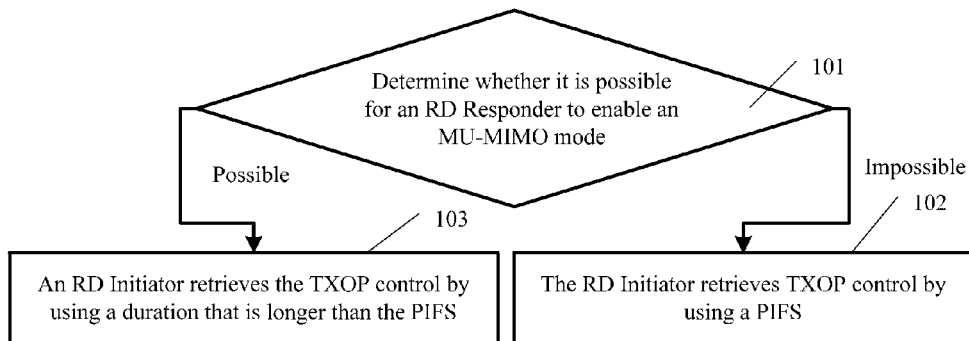 Determine whether it is possible
for an RD Responder to enable an
MU-MIMO mode
101
Possible
Impossible
103
102
An RD Initiator retrieves the TXOP control by
using a duration that is longer than the PIFS
The RD Initiator retrieves TXOP control by
using a PIFS